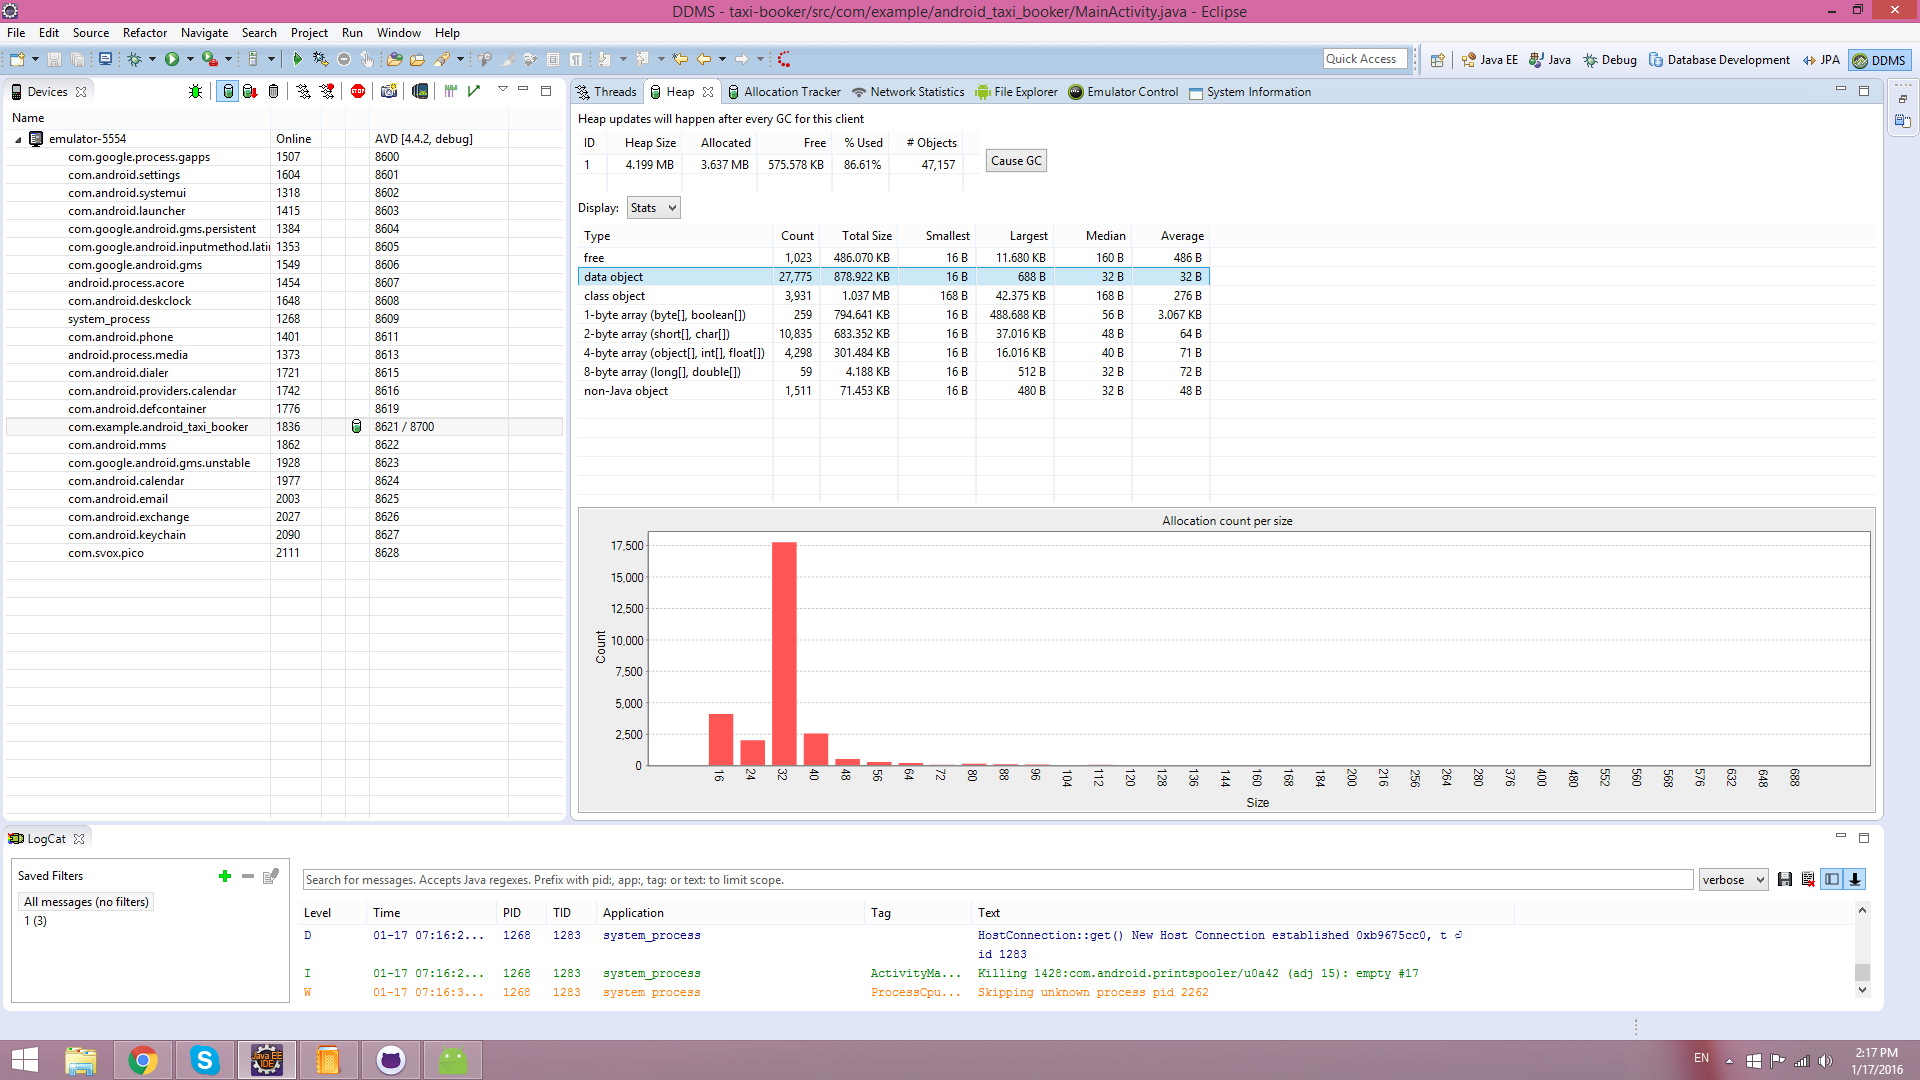 DDMS - taxi-booker/src/com/example/android_taxi_booker/MainActivity.java - Eclipse
File Edit Source Refactor Navigate Search Project Run Window Help
Quick Access Java EE Java Debug Database Development JPA DDMS
Devices
Name
emulator-5554 Online AVD [4.4.2, debug]
com.google.process.gapps 1507 8600
com.android.settings 1604 8601
com.android.systemui 1318 8602
com.android.launcher 1415 8603
com.google.android.gms.persistent 1384 8604
com.google.android.inputmethod.lati 1353 8605
com.google.android.gms 1549 8606
android.process.acore 1454 8607
com.android.deskclock 1648 8608
system_process 1268 8609
com.android.phone 1401 8611
android.process.media 1373 8613
com.android.dialer 1721 8615
com.android.providers.calendar 1742 8616
com.android.defcontainer 1776 8619
com.example.android_taxi_booker 1836 8621 / 8700
com.android.mms 1862 8622
com.google.android.gms.unstable 1928 8623
com.android.calendar 1977 8624
com.android.email 2003 8625
com.android.exchange 2027 8626
com.android.keychain 2090 8627
com.svox.pico 2111 8628
Threads Heap Allocation Tracker Network Statistics File Explorer Emulator Control System Information
Heap updates will happen after every GC for this client
ID Heap Size Allocated Free % Used # Objects
1 4.199 MB 3.637 MB 575.578 KB 86.61% 47,157
Cause GC
Display: Stats
Type Count Total Size Smallest Largest Median Average
free 1,023 486.070 KB 16 B 11.680 KB 160 B 486 B
data object 27,775 878.922 KB 16 B 688 B 32 B 32 B
class object 3,931 1.037 MB 168 B 42.375 KB 168 B 276 B
1-byte array (byte[], boolean[]) 259 794.641 KB 16 B 488.688 KB 56 B 3.067 KB
2-byte array (short[], char[]) 10,835 683.352 KB 16 B 37.016 KB 48 B 64 B
4-byte array (object[], int[], float[]) 4,298 301.484 KB 16 B 16.016 KB 40 B 71 B
8-byte array (long[], double[]) 59 4.188 KB 16 B 512 B 32 B 72 B
non-Java object 1,511 71.453 KB 16 B 480 B 32 B 48 B
Allocation count per size
17,500
15,000
12,500
10,000
7,500
5,000
2,500
0
Count
16 24 32 40 48 56 64 72 80 88 96 104 112 120 128 136 144 160 168 184 200 216 256 264 280 376 400 480 552 560 568 576 632 648 688
Size
LogCat
Saved Filters
All messages (no filters)
1 (3)
Search for messages. Accepts Java regexes. Prefix with pid:, app:, tag: or text: to limit scope.
verbose
Level Time PID TID Application Tag Text
D 01-17 07:16:2... 1268 1283 system_process HostConnection::get() New Host Connection established 0xb9675cc0, t
id 1283
I 01-17 07:16:2... 1268 1283 system_process ActivityMa... Killing 1428:com.android.printspooler/u0a42 (adj 15): empty #17
W 01-17 07:16:3... 1268 1283 system_process ProcessCpu... Skipping unknown process pid 2262
Java EE
IDE
EN
2:17 PM
1/17/2016